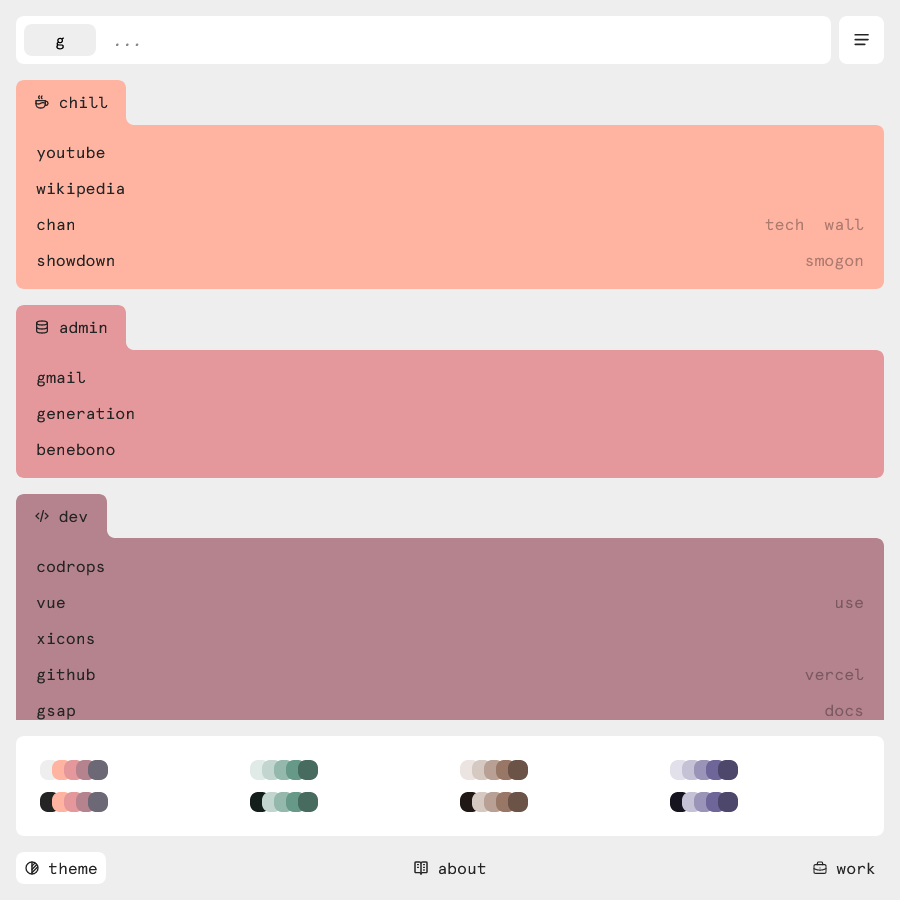 g ...
chill
youtube
wikipedia
chan tech wall
showdown smogon
admin
gmail
generation
benebono
dev
codrops
vue use
xicons
github vercel
gsap docs
theme about work